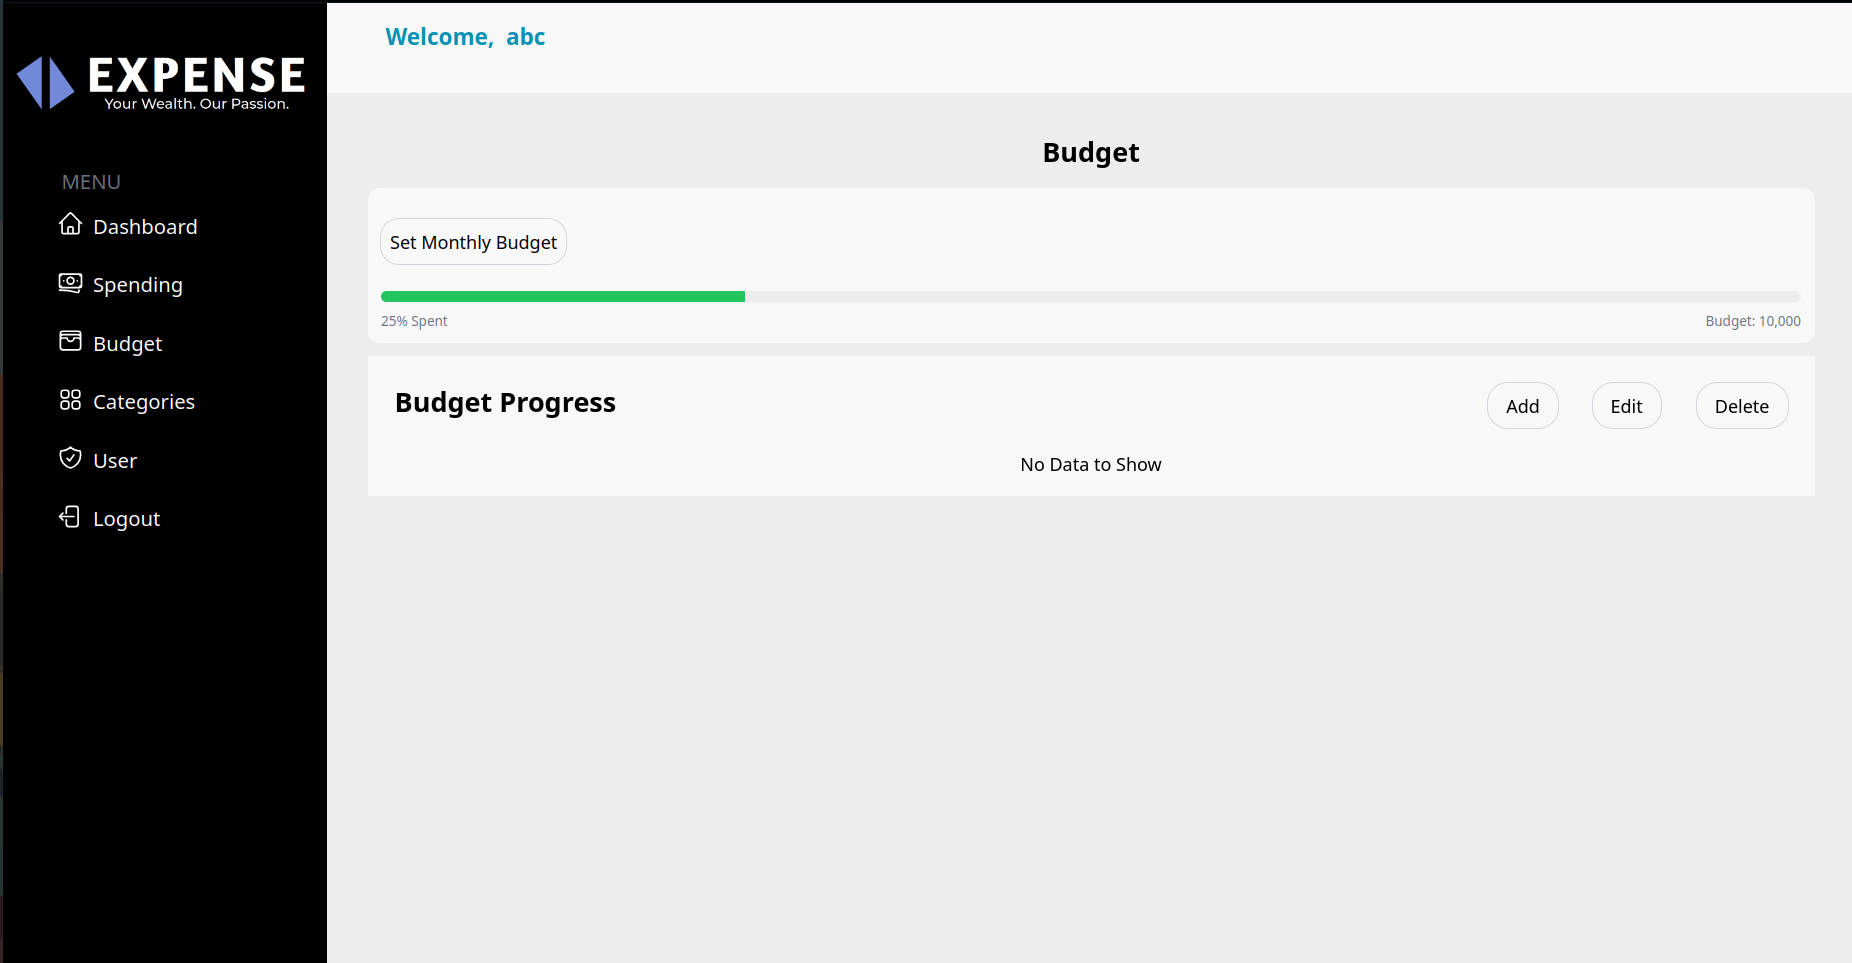 EXPENSE
Your Wealth. Our Passion.
MENU
Dashboard
Spending
Budget
Categories
User
Logout
Welcome, abc
Budget
Set Monthly Budget
25% Spent
Budget: 10,000
Budget Progress
Add
Edit
Delete
No Data to Show